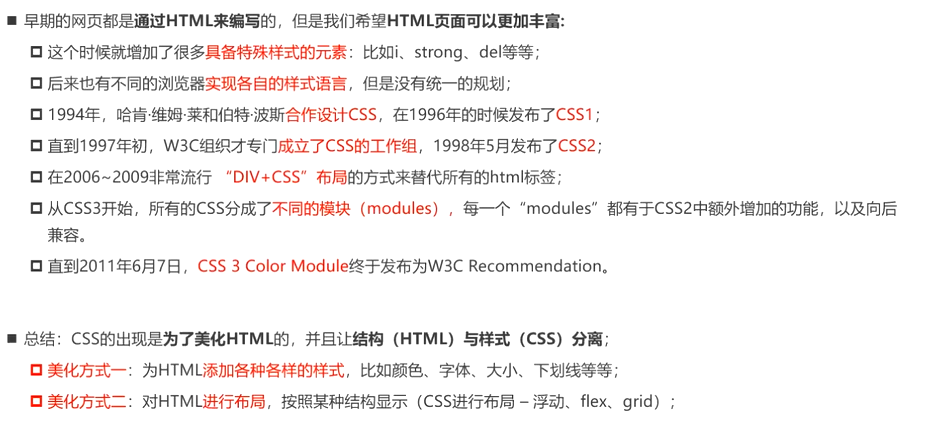 早期的网页都是通过HTML来编写的，但是我们希望HTML页面可以更加丰富:
这个时候就增加了很多具备特殊样式的元素：比如i、strong、del等等；
后来也有不同的浏览器实现各自的样式语言，但是没有统一的规划；
1994年，哈肯·维姆·莱和伯特·波斯合作设计CSS，在1996年的时候发布了CSS1；
直到1997年初，W3C组织才专门成立了CSS的工作组，1998年5月发布了CSS2；
在2006~2009非常流行 “DIV+CSS”布局的方式来替代所有的html标签；
从CSS3开始，所有的CSS分成了不同的模块（modules），每一个“modules”都有于CSS2中额外增加的功能，以及向后
兼容。
直到2011年6月7日，CSS 3 Color Module终于发布为W3C Recommendation。
总结：CSS的出现是为了美化HTML的，并且让结构（HTML）与样式（CSS）分离；
美化方式一：为HTML添加各种各样的样式，比如颜色、字体、大小、下划线等等；
美化方式二：对HTML进行布局，按照某种结构显示（CSS进行布局 – 浮动、flex、grid）；